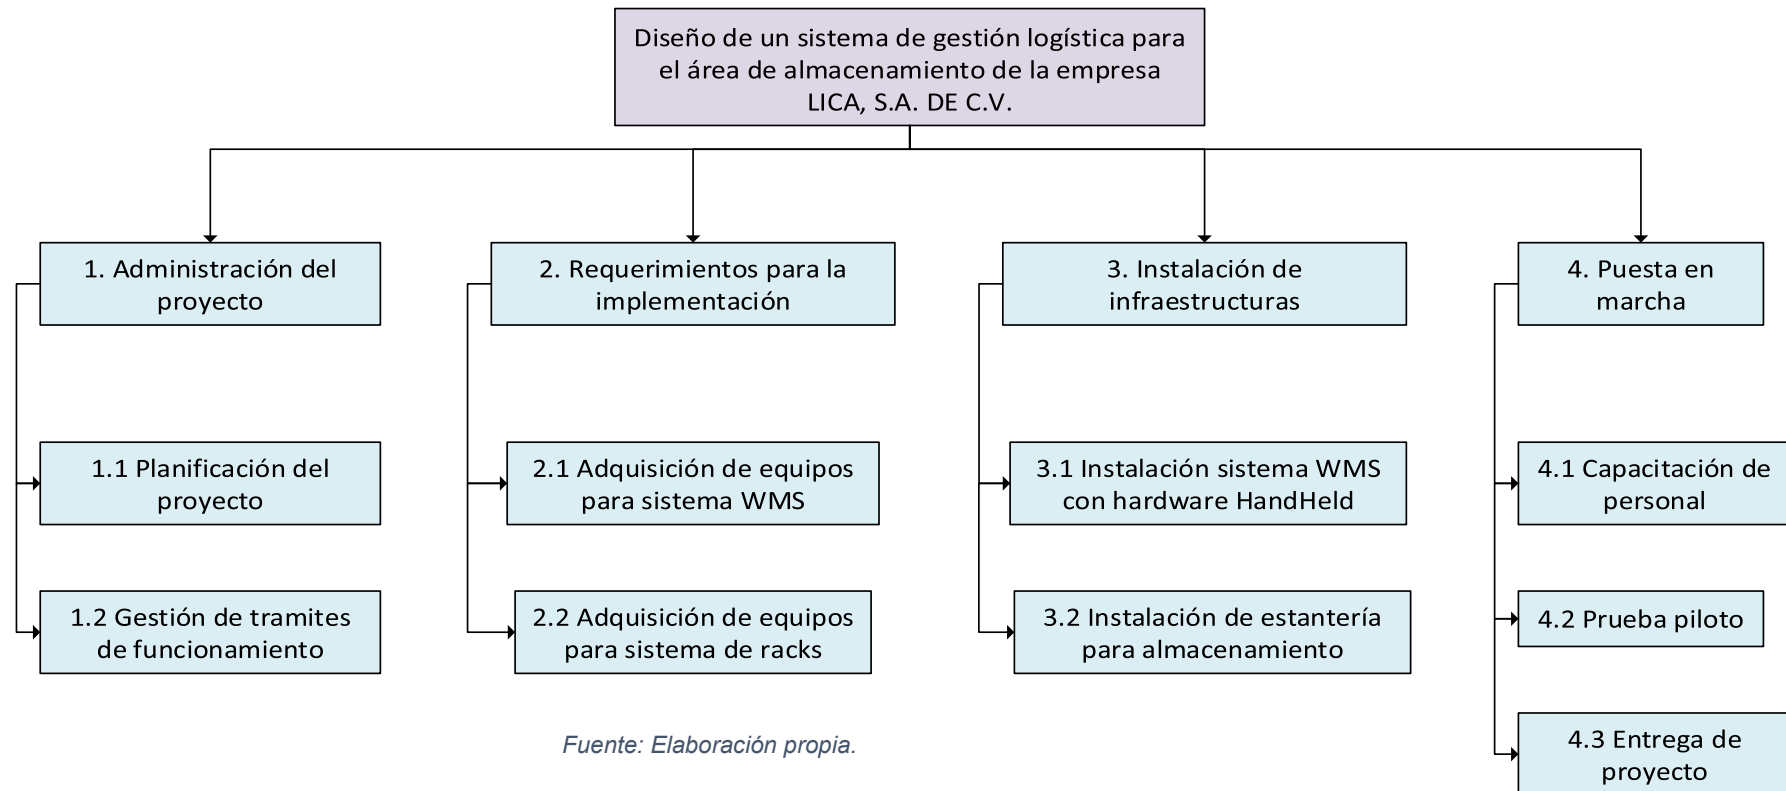 Diseño de un sistema de gestión logística para
el área de almacenamiento de la empresa
LICA, S.A. DE C.V.
1. Administración del
proyecto
2. Requerimientos para la
implementación
3. Instalación de
infraestructuras
4. Puesta en
marcha
1.1 Planificación del
proyecto
2.1 Adquisición de equipos
para sistema WMS
3.1 Instalación sistema WMS
con hardware HandHeld
4.1 Capacitación de
personal
1.2 Gestión de tramites
de funcionamiento
2.2 Adquisición de equipos
para sistema de racks
3.2 Instalación de estantería
para almacenamiento
4.2 Prueba piloto
4.3 Entrega de
proyecto
Fuente: Elaboración propia.